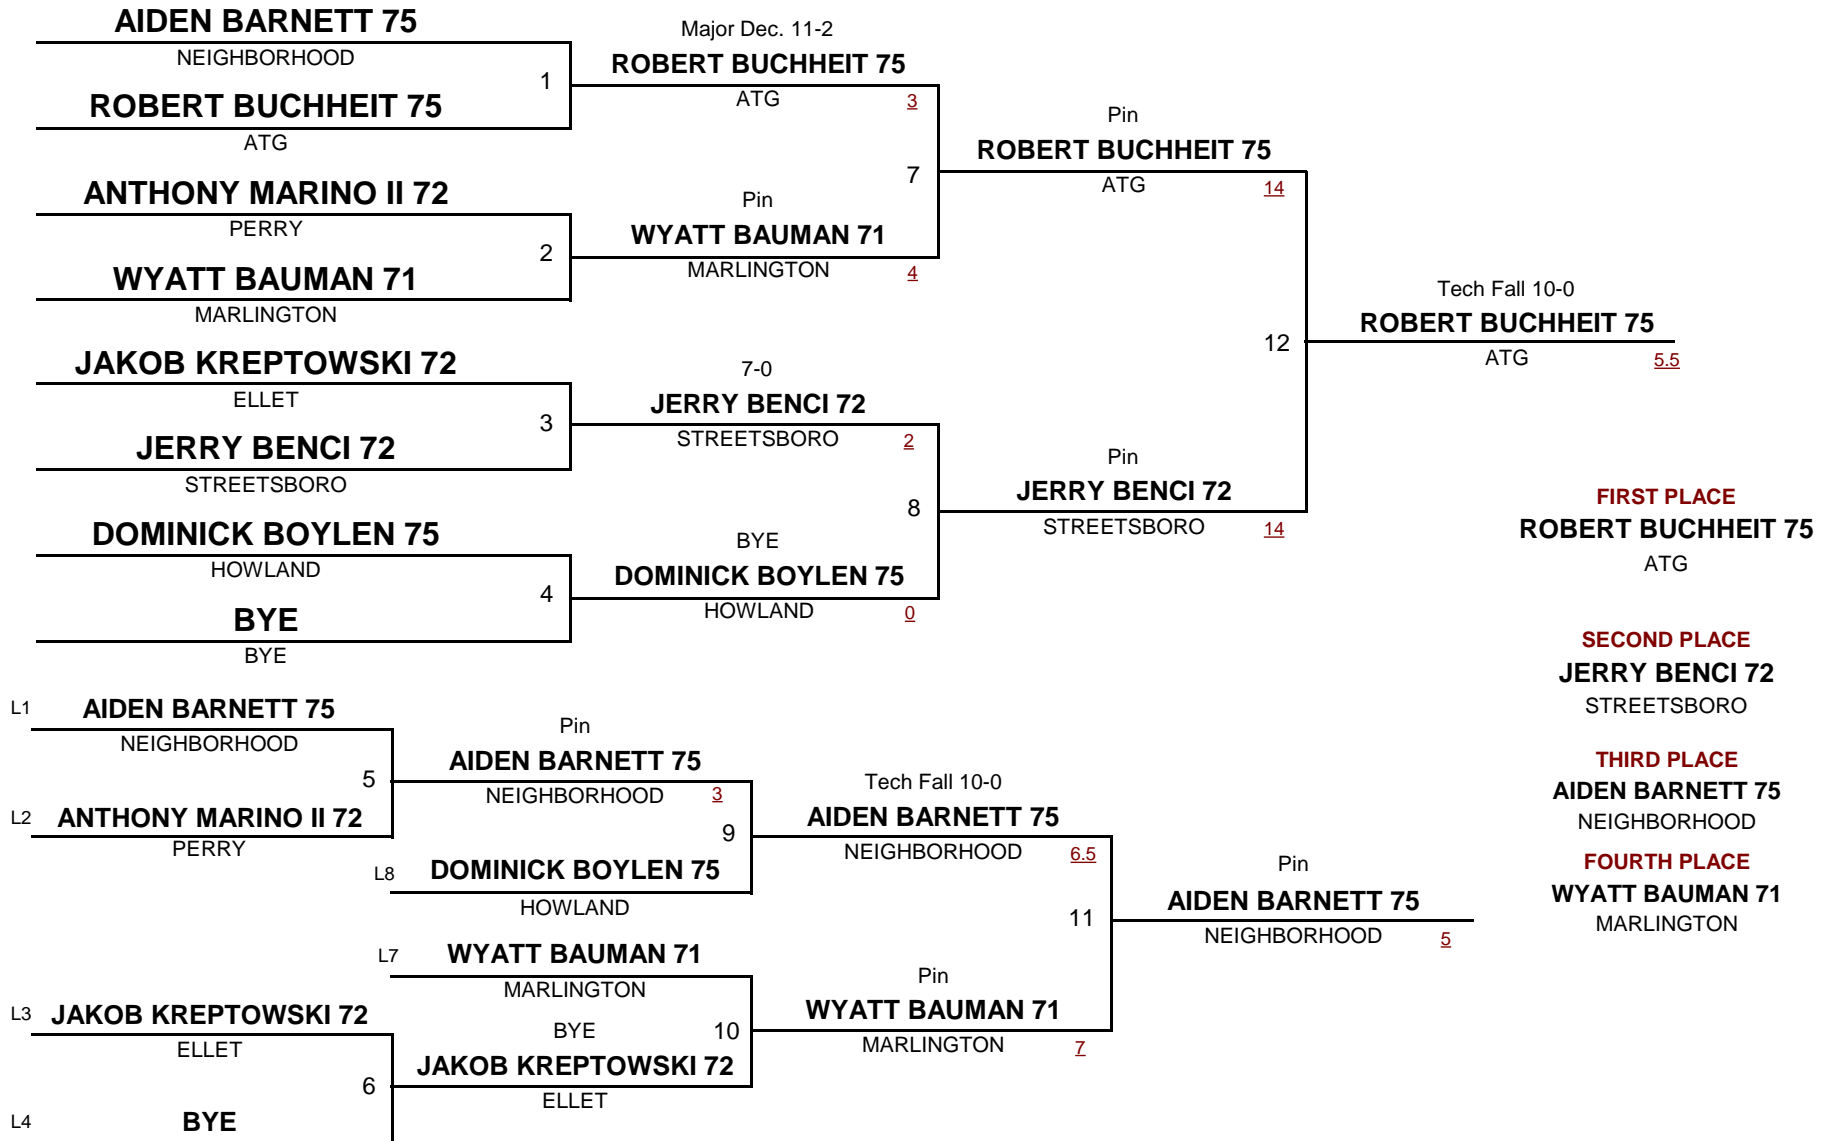 AIDEN BARNETT 75
NEIGHBORHOOD
1
ROBERT BUCHHEIT 75
ATG
ANTHONY MARINO II 72
PERRY
2
WYATT BAUMAN 71
MARLINGTON
JAKOB KREPTOWSKI 72
ELLET
3
JERRY BENCI 72
STREETSBORO
DOMINICK BOYLEN 75
HOWLAND
4
BYE
BYE
Major Dec. 11-2
ROBERT BUCHHEIT 75
ATG 3
7
Pin
WYATT BAUMAN 71
MARLINGTON 4
7-0
JERRY BENCI 72
STREETSBORO 2
8
BYE
DOMINICK BOYLEN 75
HOWLAND 0
Pin
ROBERT BUCHHEIT 75
ATG 14
12
Pin
JERRY BENCI 72
STREETSBORO 14
Tech Fall 10-0
ROBERT BUCHHEIT 75
ATG 5.5
FIRST PLACE
ROBERT BUCHHEIT 75
ATG
SECOND PLACE
JERRY BENCI 72
STREETSBORO
THIRD PLACE
AIDEN BARNETT 75
NEIGHBORHOOD
FOURTH PLACE
WYATT BAUMAN 71
MARLINGTON
L1 AIDEN BARNETT 75
NEIGHBORHOOD
5
L2 ANTHONY MARINO II 72
PERRY
Pin
AIDEN BARNETT 75
NEIGHBORHOOD 3
9
L8 DOMINICK BOYLEN 75
HOWLAND
L7 WYATT BAUMAN 71
MARLINGTON
10
L3 JAKOB KREPTOWSKI 72
ELLET
6
L4 BYE
BYE
JAKOB KREPTOWSKI 72
ELLET
Tech Fall 10-0
AIDEN BARNETT 75
NEIGHBORHOOD 6.5
11
Pin
WYATT BAUMAN 71
MARLINGTON 7
Pin
AIDEN BARNETT 75
NEIGHBORHOOD 5